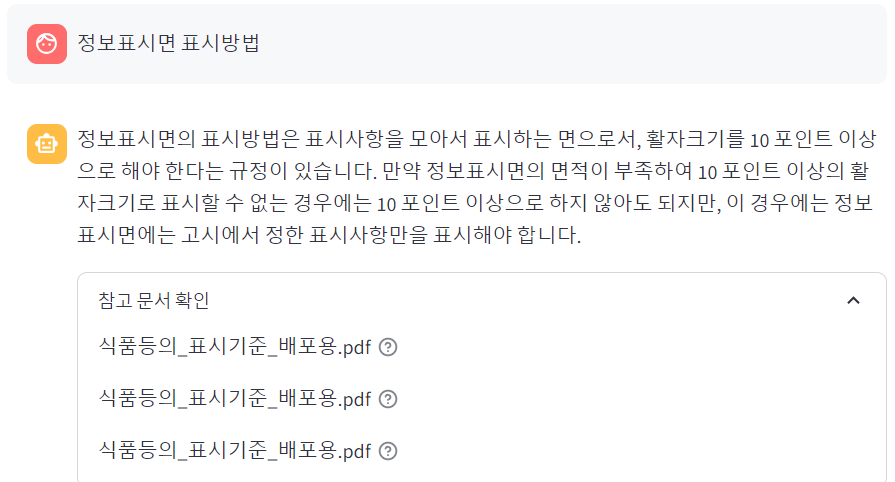 정보표시면 표시방법
정보표시면의 표시방법은 표시사항을 모아서 표시하는 면으로서, 활자크기를 10 포인트 이상
으로 해야 한다는 규정이 있습니다. 만약 정보표시면의 면적이 부족하여 10 포인트 이상의 활
자크기로 표시할 수 없는 경우에는 10 포인트 이상으로 하지 않아도 되지만, 이 경우에는 정보
표시면에는 고시에서 정한 표시사항만을 표시해야 합니다.
참고 문서 확인
식품등의_표시기준_배포용.pdf
식품등의_표시기준_배포용.pdf
식품등의_표시기준_배포용.pdf